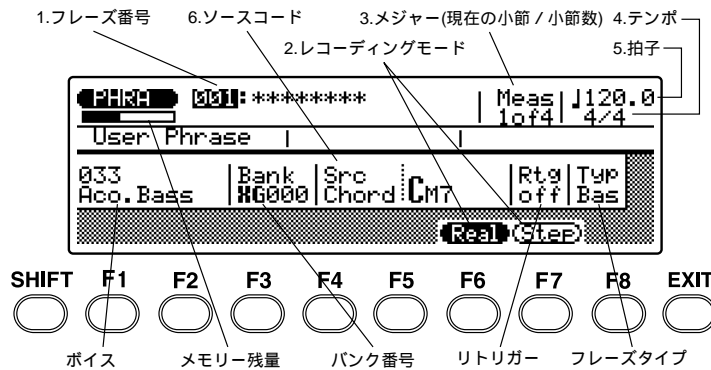 1.フレーズ番号 6.ソースコード 3.メジャー(現在の小節 / 小節数) 4.テンポ
2.レコーディングモード 5.拍子
PHRA 001:******** Meas ♩120.0
1of4 4/4
User Phrase
033 Bank Src Rtg Typ
Aco.Bass XG000 Chord CM7 off Bas
Real Step
SHIFT F1 F2 F3 F4 F5 F6 F7 F8 EXIT
ボイス メモリー残量 バンク番号 リトリガー フレーズタイプ